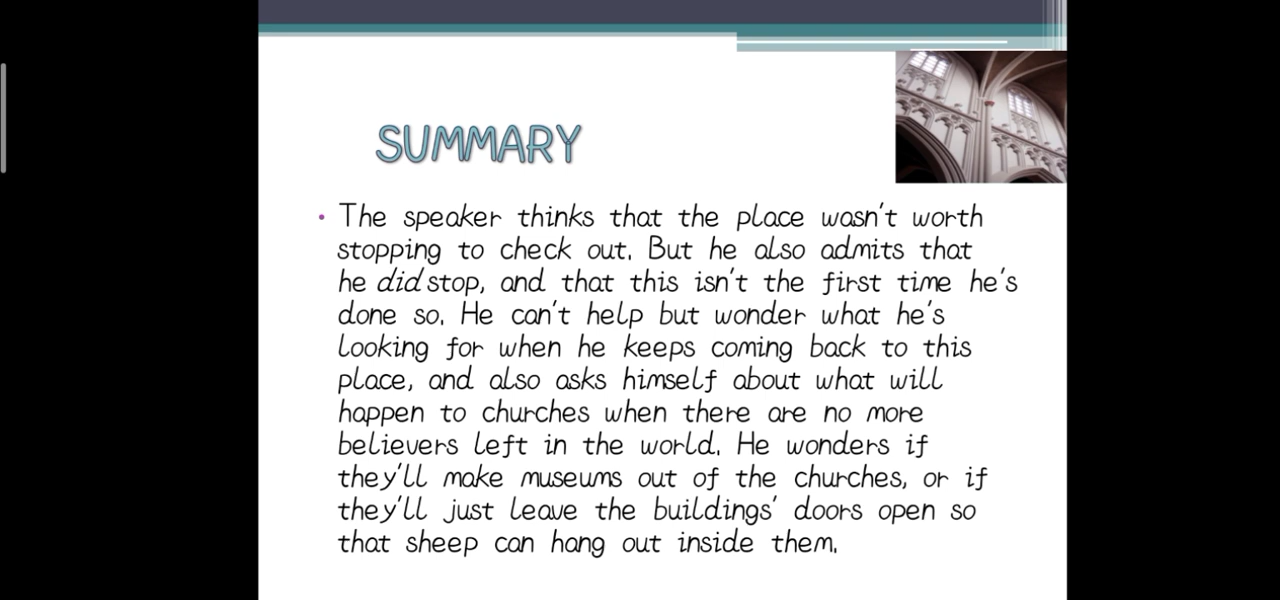 SUMMARY
• The speaker thinks that the place wasn't worth
stopping to check out. But he also admits that
he did stop, and that this isn't the first time he's
done so. He can't help but wonder what he's
looking for when he keeps coming back to this
place, and also asks himself about what will
happen to churches when there are no more
believers left in the world. He wonders if
they'll make museums out of the churches, or if
they'll just leave the buildings' doors open so
that sheep can hang out inside them.